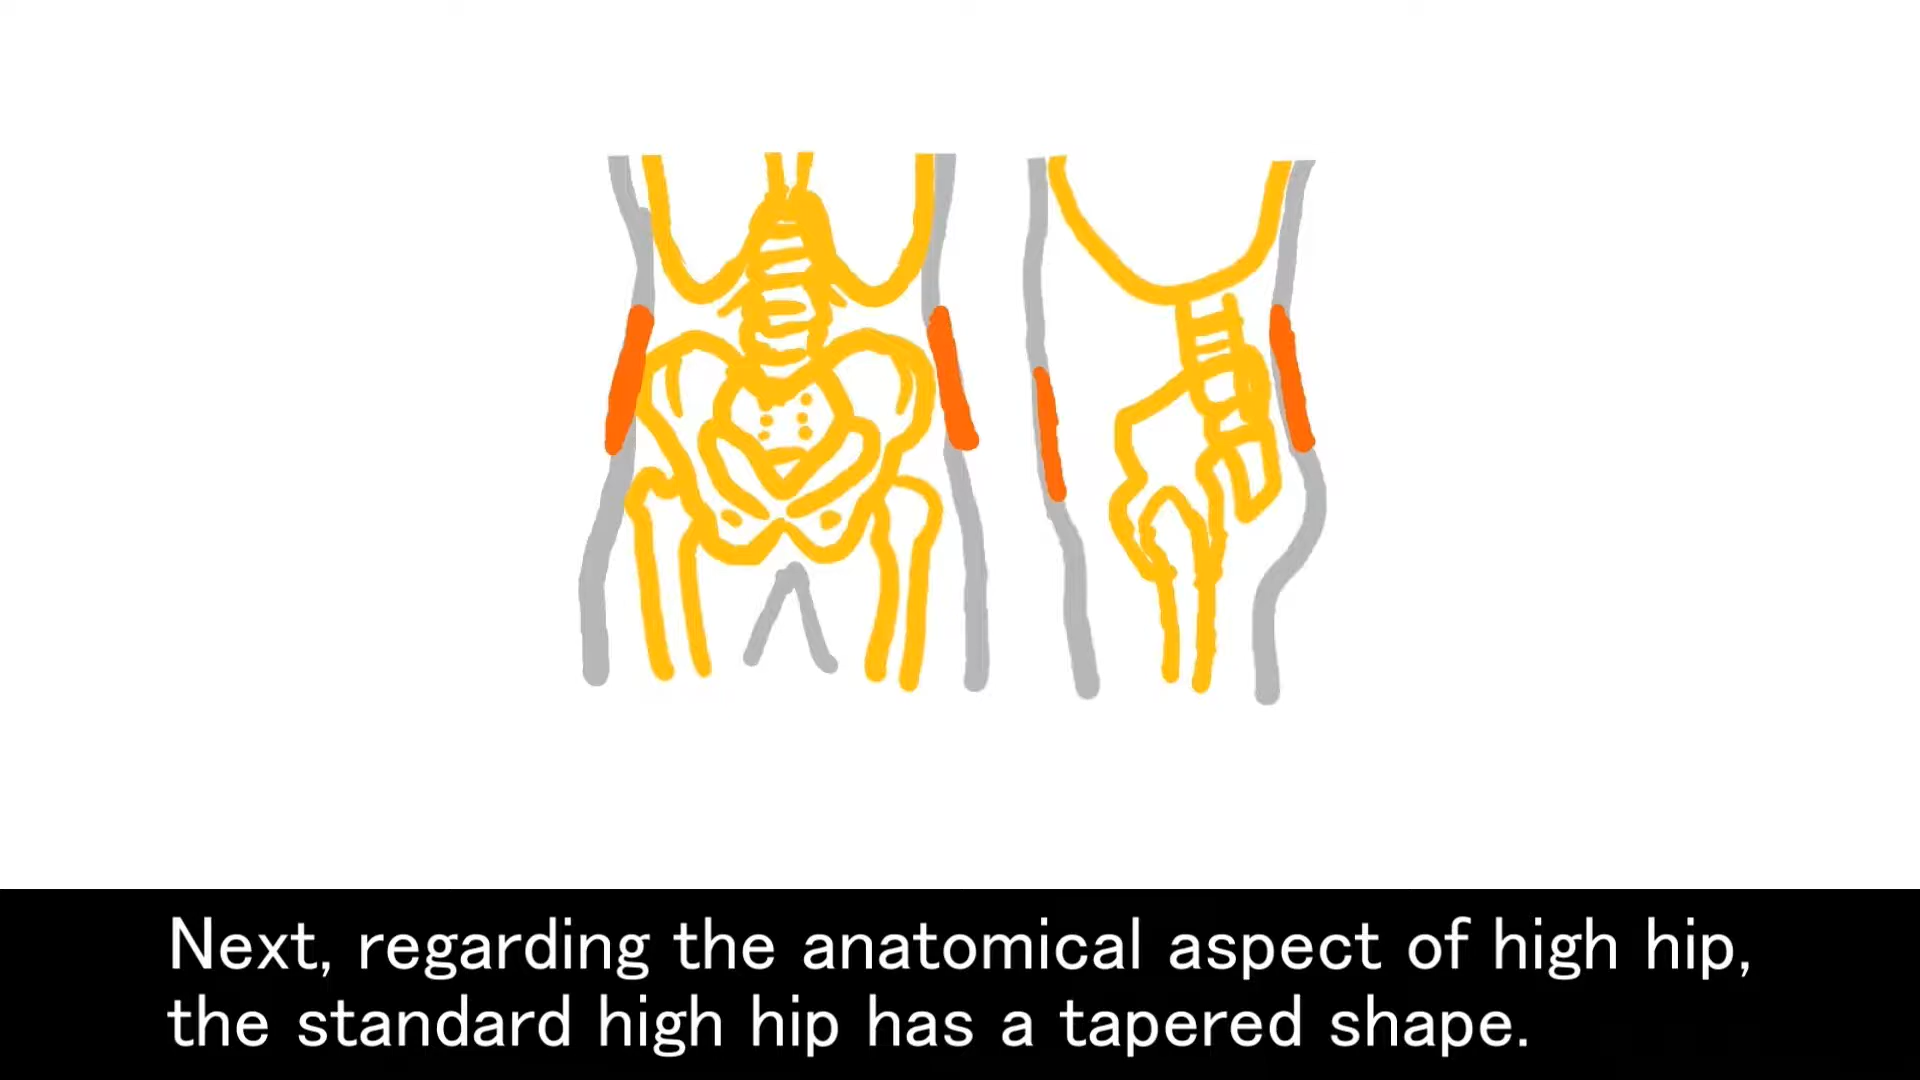 Next, regarding the anatomical aspect of high hip,
the standard high hip has a tapered shape.